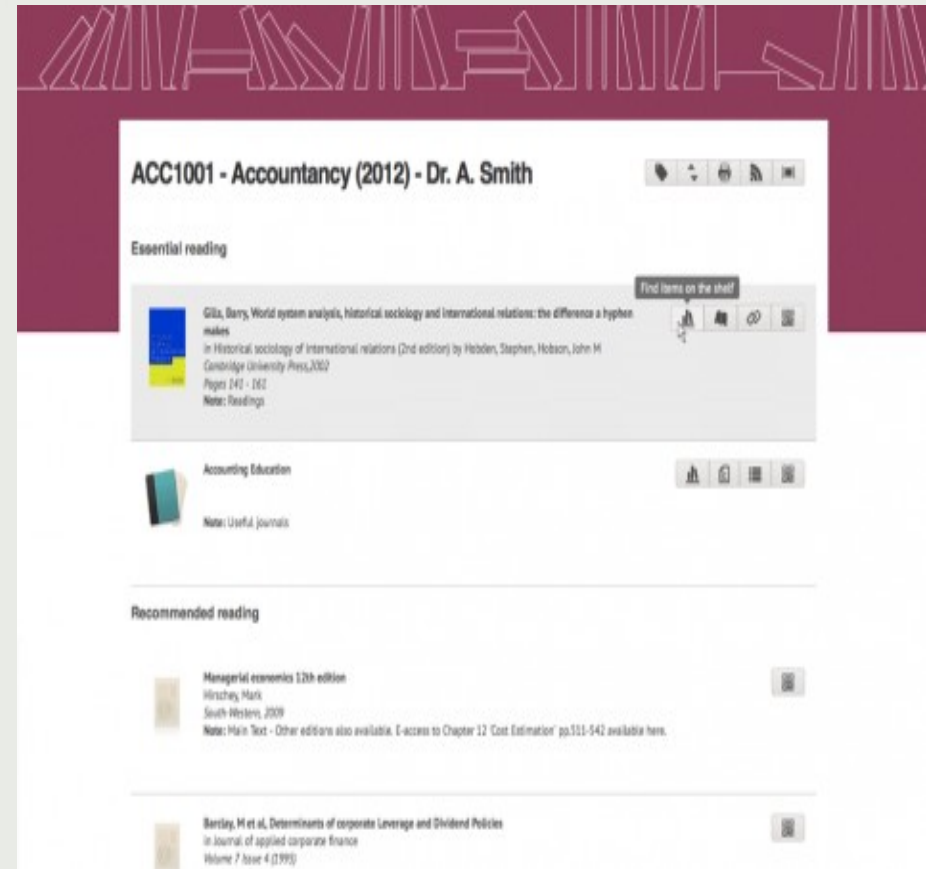 ACC1001 - Accountancy (2012) - Dr. A. Smith
Essential reading
Find items on the shelf
Gills, Barry, World system analysis, historical sociology and international relations: the difference a hyphen
makes
in Historical sociology of international relations (2nd edition) by Hobden, Stephen, Hobson, John M
Cambridge University Press,2002
Pages 141 - 161
Note: Readings
Accounting Education
Note: Useful journals
Recommended reading
Managerial economics 12th edition
Hirschey, Mark
South-Western, 2009
Note: Main Text - Other editions also available. E-access to Chapter 12 'Cost Estimation' pp.511-542 available here.
Barclay, M et al, Determinants of corporate Leverage and Dividend Policies
in Journal of applied corporate finance
Volume 7 Issue 4 (1995)